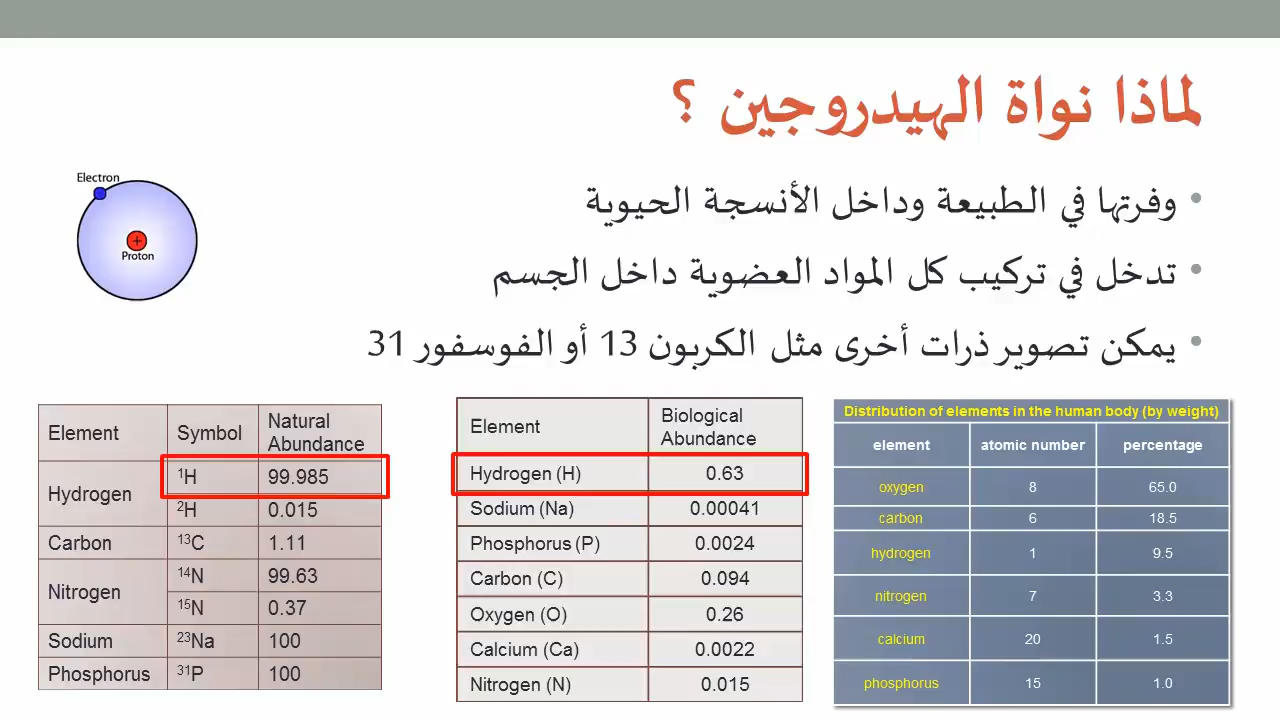 لماذا نواة الهيدروجين ؟
• وفرتها في الطبيعة وداخل الأنسجة الحيوية
• تدخل في تركيب كل المواد العضوية داخل الجسم
• يمكن تصوير ذرات أخرى مثل الكربون 13 أو الفوسفور 31
Electron
+
Proton
Element Symbol Natural Abundance
Hydrogen ¹H 99.985
²H 0.015
Carbon ¹³C 1.11
Nitrogen ¹⁴N 99.63
¹⁵N 0.37
Sodium ²³Na 100
Phosphorus ³¹P 100
Element Biological Abundance
Hydrogen (H) 0.63
Sodium (Na) 0.00041
Phosphorus (P) 0.0024
Carbon (C) 0.094
Oxygen (O) 0.26
Calcium (Ca) 0.0022
Nitrogen (N) 0.015
Distribution of elements in the human body (by weight)
element atomic number percentage
oxygen 8 65.0
carbon 6 18.5
hydrogen 1 9.5
nitrogen 7 3.3
calcium 20 1.5
phosphorus 15 1.0